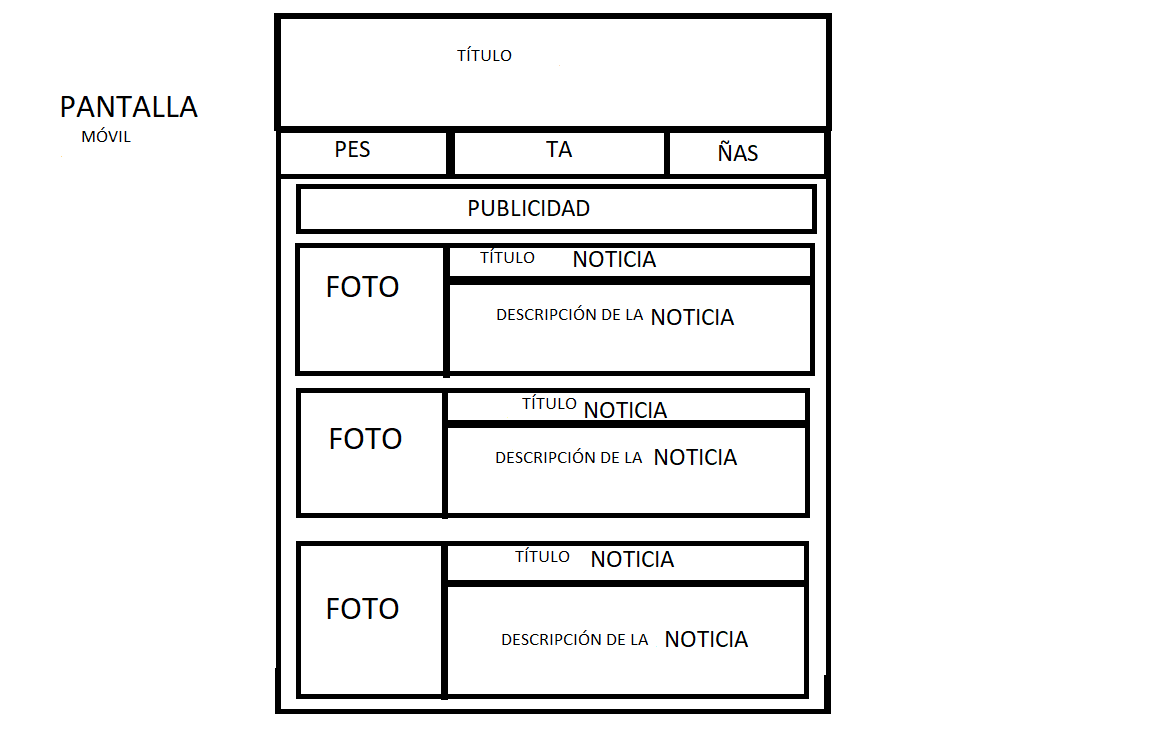 TÍTULO
PANTALLA
MÓVIL
PES TA ÑAS
PUBLICIDAD
FOTO
TÍTULO NOTICIA
DESCRIPCIÓN DE LA NOTICIA
FOTO
TÍTULO NOTICIA
DESCRIPCIÓN DE LA NOTICIA
FOTO
TÍTULO NOTICIA
DESCRIPCIÓN DE LA NOTICIA